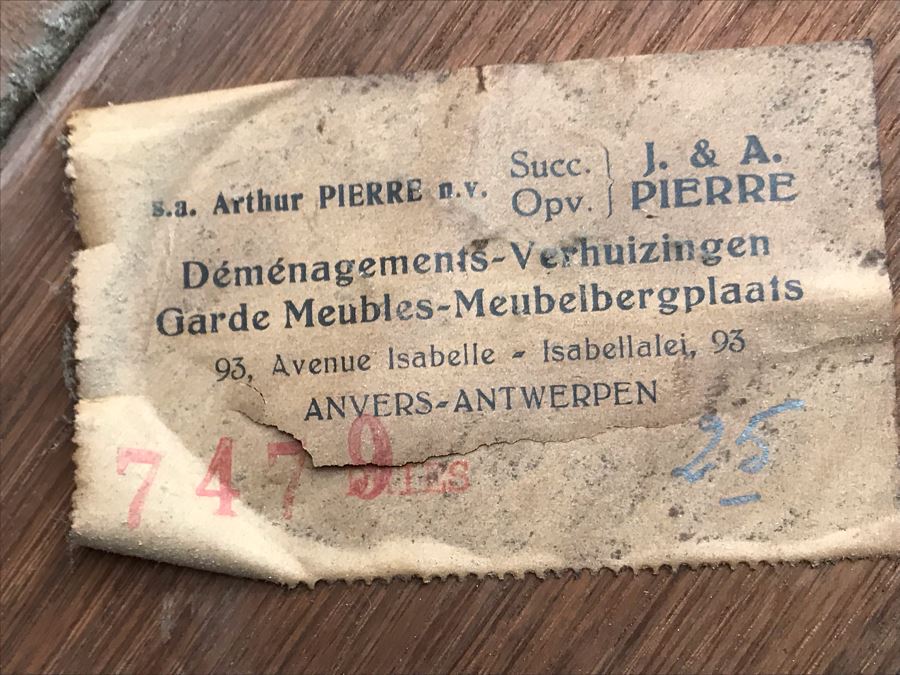 s.a. Arthur PIERRE n.v. Succ. Opv. } J. & A. PIERRE
Déménagements-Verhuizingen
Garde Meubles-Meubelbergplaats
93, Avenue Isabelle - Isabellalei, 93
ANVERS-ANTWERPEN
7479
25